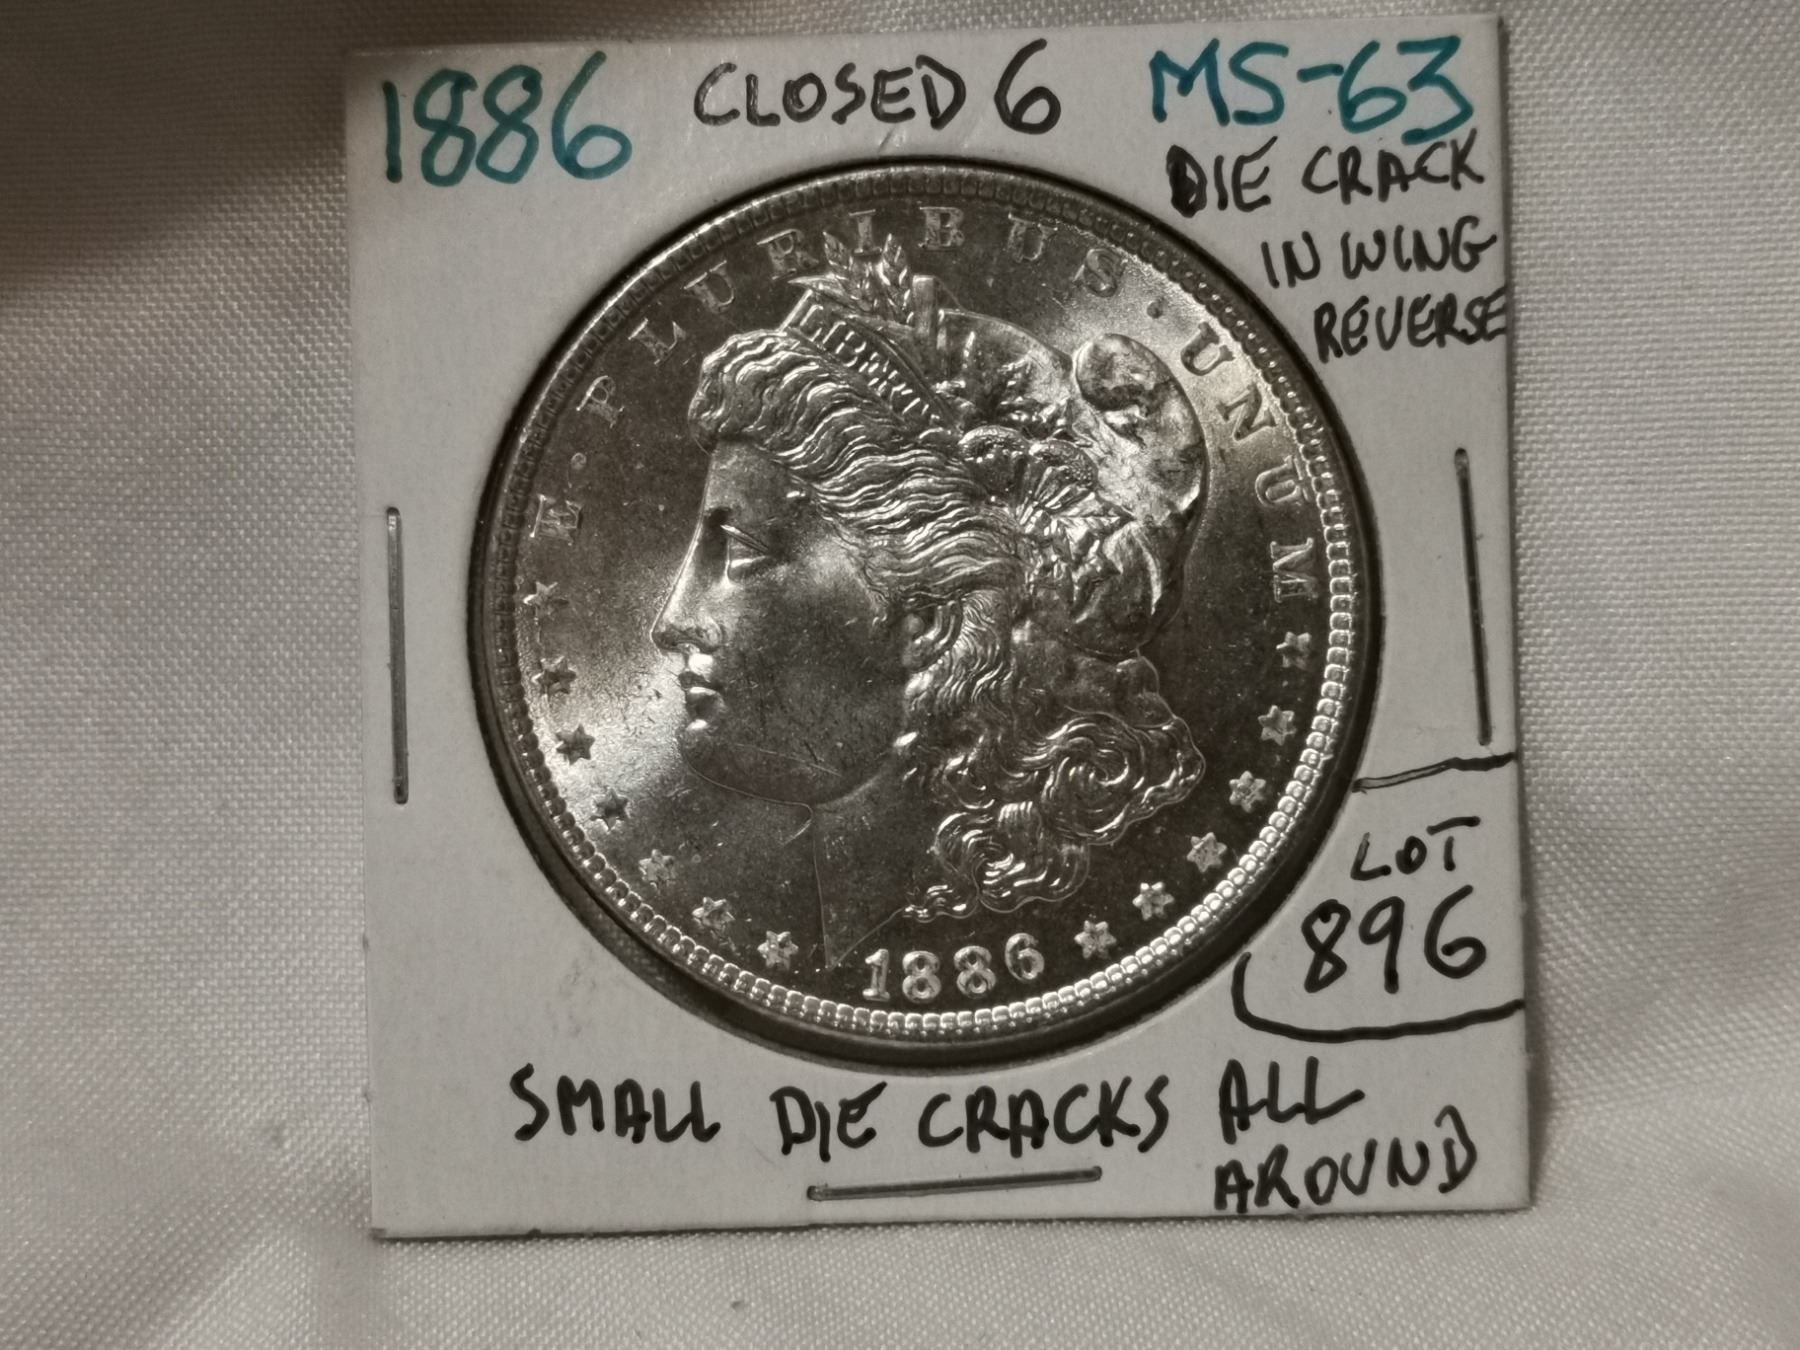 1886 CLOSED 6 MS-63
DIE CRACK
IN WING
REVERSE
E · PLURIBUS · UNUM
LIBERTY
1886
LOT
896
SMALL DIE CRACKS ALL
AROUND